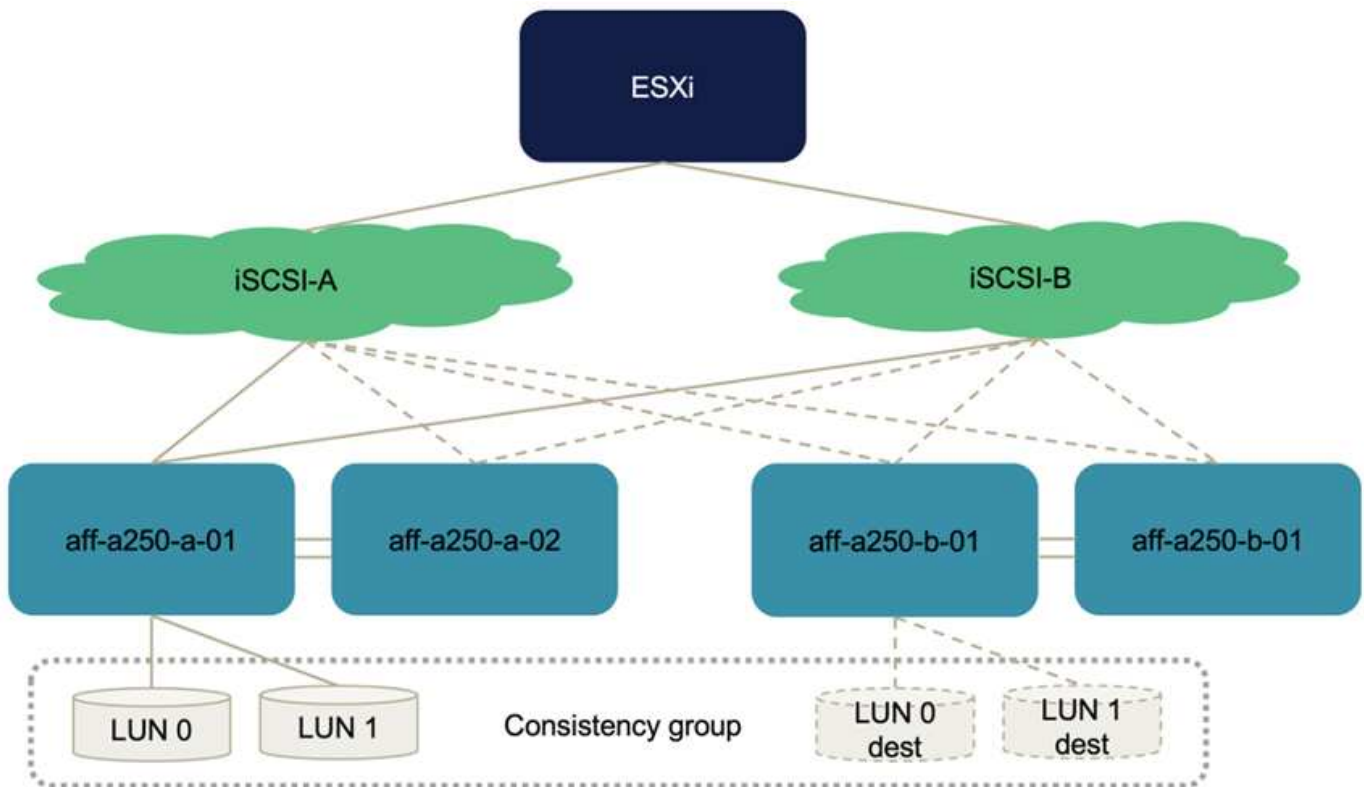 ESXi
iSCSI-A
iSCSI-B
aff-a250-a-01
aff-a250-a-02
aff-a250-b-01
aff-a250-b-01
LUN 0
LUN 1
Consistency group
LUN 0
dest
LUN 1
dest